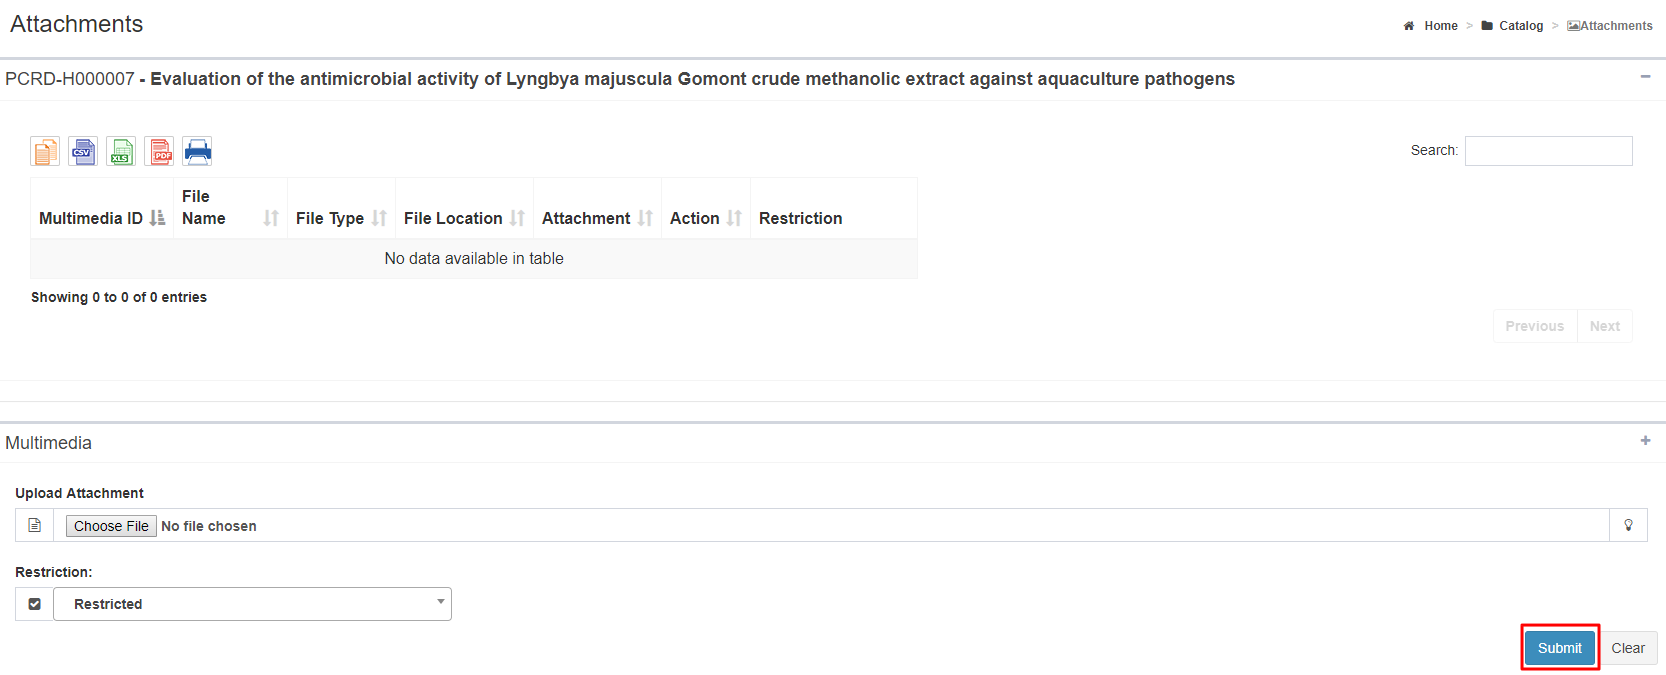 Attachments
Home > Catalog > Attachments
PCRD-H000007 - Evaluation of the antimicrobial activity of Lyngbya majuscula Gomont crude methanolic extract against aquaculture pathogens
CSV XLS PDF
Search:
Multimedia ID File Name File Type File Location Attachment Action Restriction
No data available in table
Showing 0 to 0 of 0 entries
Previous Next
Multimedia
Upload Attachment
Choose File No file chosen
Restriction:
Restricted
Submit Clear